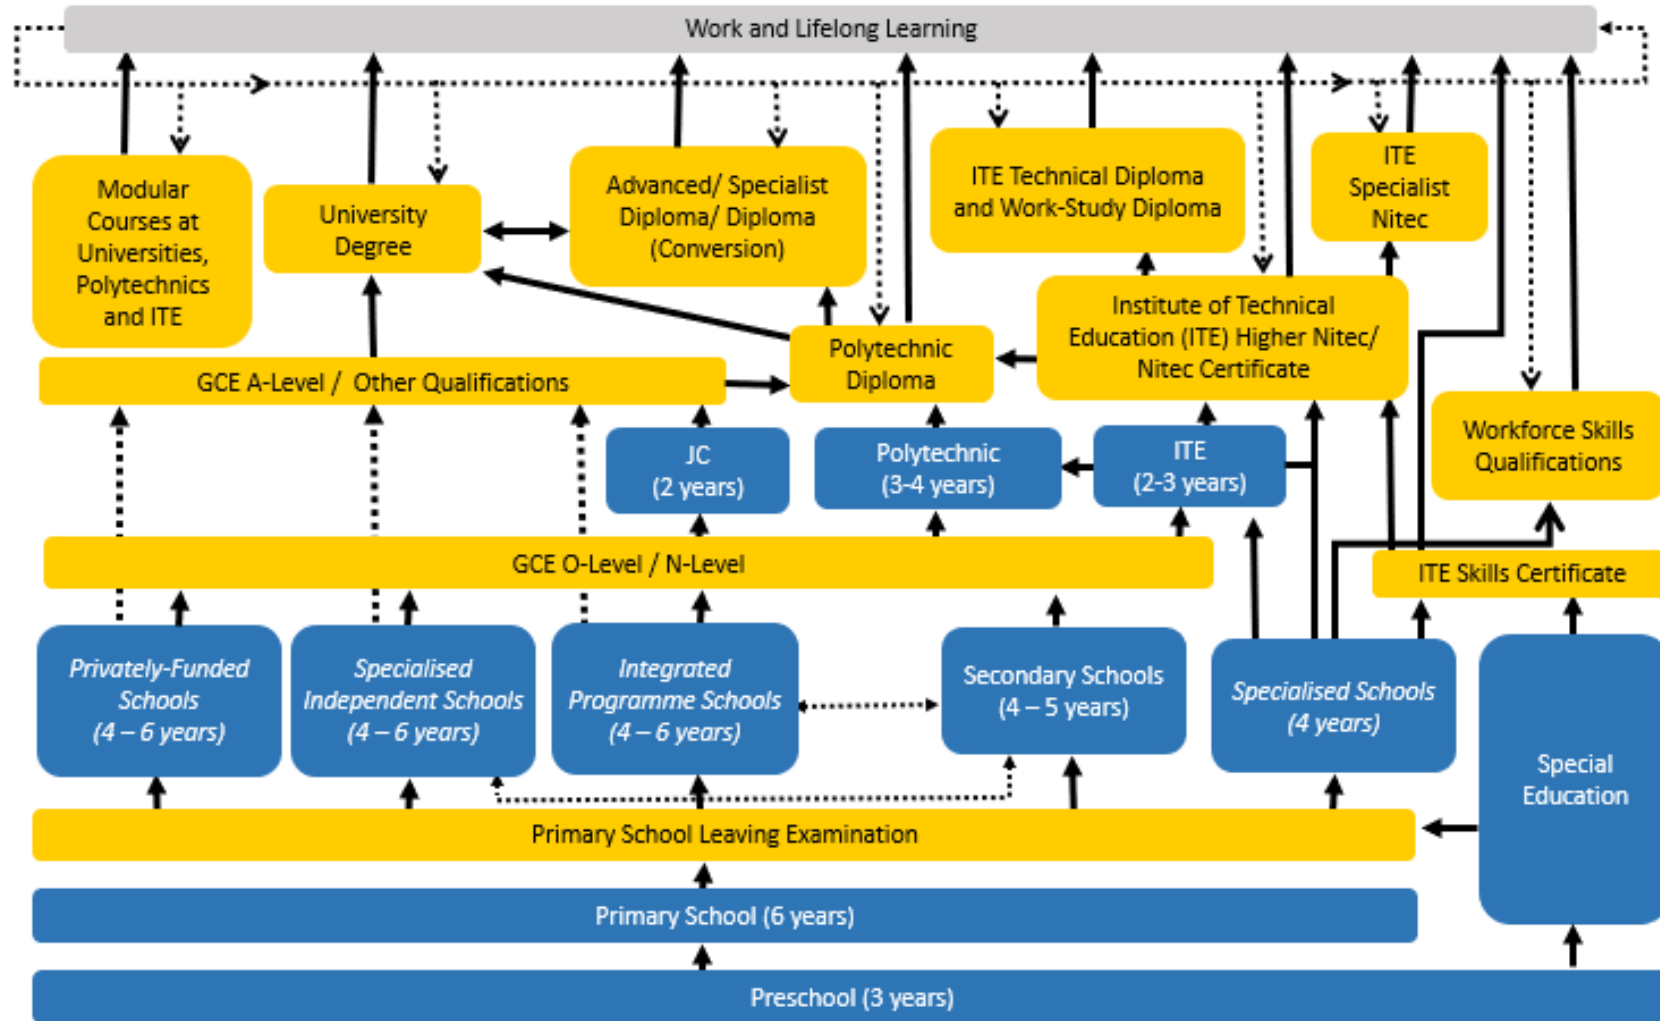 Work and Lifelong Learning
Modular
Courses at
Universities,
Polytechnics
and ITE
University
Degree
Advanced/ Specialist
Diploma/ Diploma
(Conversion)
ITE Technical Diploma
and Work-Study Diploma
ITE
Specialist
Nitec
Institute of Technical
Education (ITE) Higher Nitec/
Nitec Certificate
Polytechnic
Diploma
GCE A-Level / Other Qualifications
Workforce Skills
Qualifications
JC
(2 years)
Polytechnic
(3-4 years)
ITE
(2-3 years)
GCE O-Level / N-Level
ITE Skills Certificate
Privately-Funded
Schools
(4 – 6 years)
Specialised
Independent Schools
(4 – 6 years)
Integrated
Programme Schools
(4 – 6 years)
Secondary Schools
(4 – 5 years)
Specialised Schools
(4 years)
Special
Education
Primary School Leaving Examination
Primary School (6 years)
Preschool (3 years)